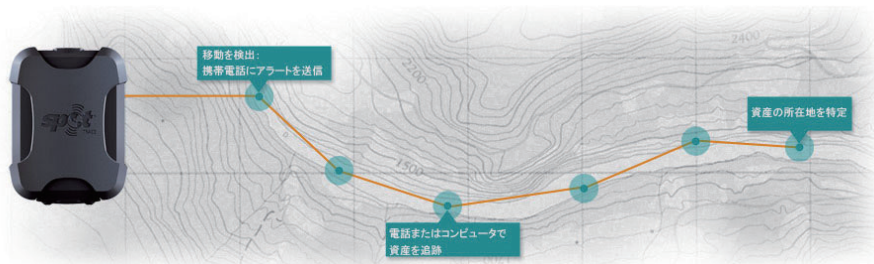 spot
移動を検出：
携帯電話にアラートを送信
2400
2200
資産の所在地を特定
1500
電話またはコンピュータで
資産を追跡